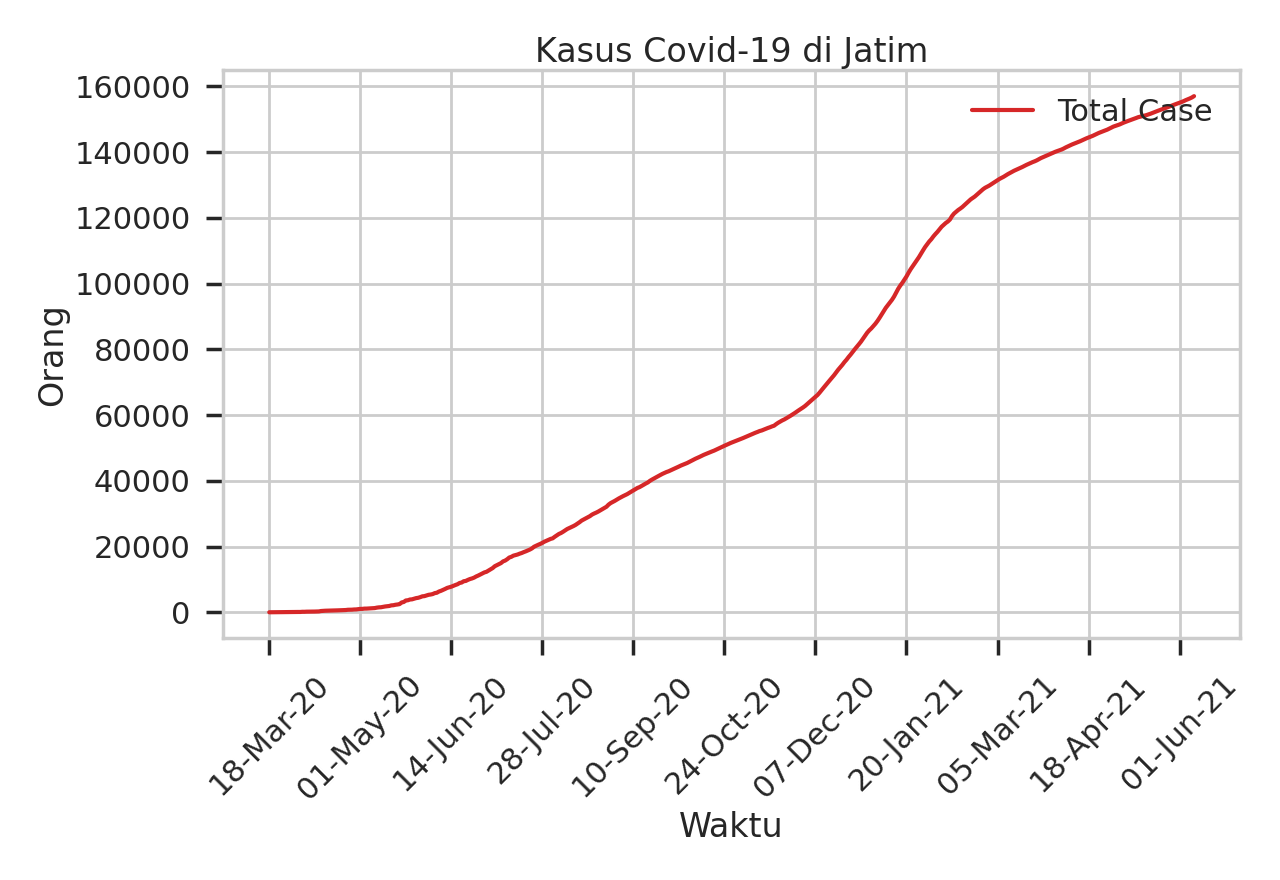 Kasus Covid-19 di Jatim
Total Case
Orang
160000
140000
120000
100000
80000
60000
40000
20000
0
18-Mar-20
01-May-20
14-Jun-20
28-Jul-20
10-Sep-20
24-Oct-20
07-Dec-20
20-Jan-21
05-Mar-21
18-Apr-21
01-Jun-21
Waktu